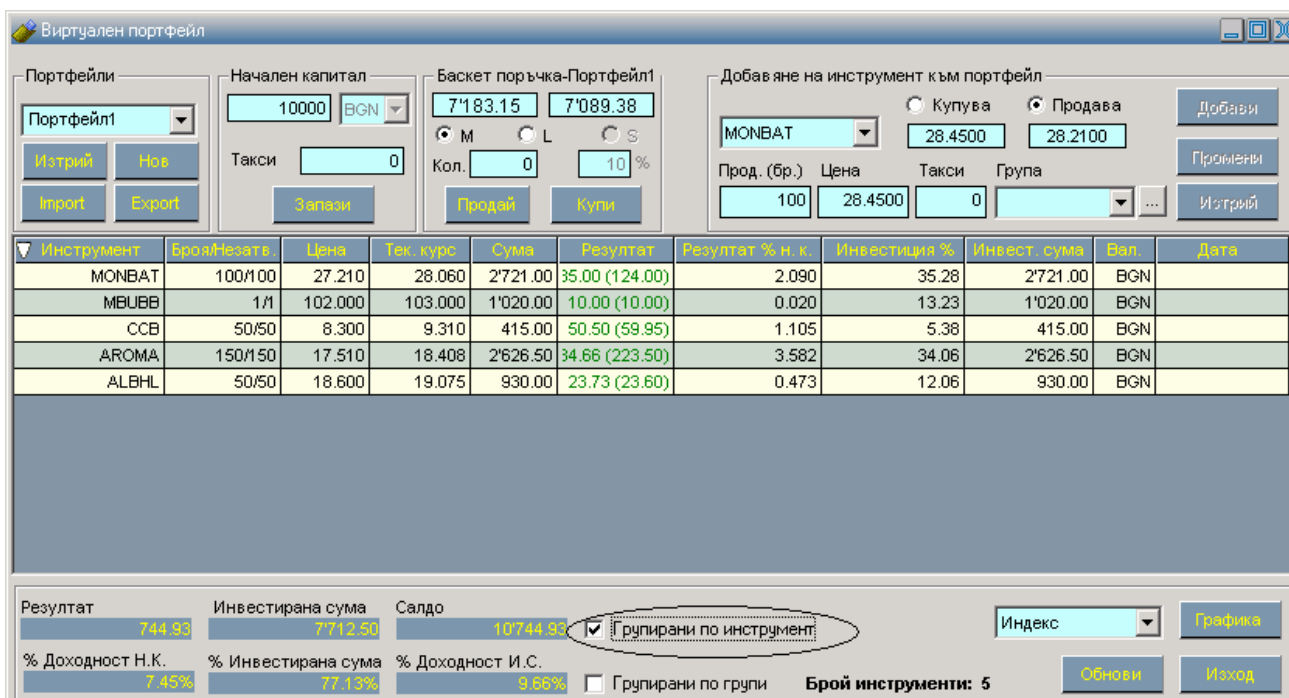 Виртуален портфейл
Портфейли
Начален капитал
Баскет поръчка-Портфейл1
Добавяне на инструмент към портфейл
Портфейл1
10000 BGN
7'183.15 7'089.38
Купува Продава
Добави
M L S
MONBAT 28.4500 28.2100
Изтрий Нов
Такси 0
Кол. 0 10 %
Прод. (бр.) Цена Такси Група
Промени
Import Export
Запази
Продай Купи
100 28.4500 0 ...
Изтрий
Инструмент Броя/Незатв. Цена Тек. курс Сума Резултат Резултат % н. к. Инвестиция % Инвест. сума Вал. Дата
MONBAT 100/100 27.210 28.060 2'721.00 35.00 (124.00) 2.090 35.28 2'721.00 BGN
MBUBB 1/1 102.000 103.000 1'020.00 10.00 (10.00) 0.020 13.23 1'020.00 BGN
CCB 50/50 8.300 9.310 415.00 50.50 (59.95) 1.105 5.38 415.00 BGN
AROMA 150/150 17.510 18.408 2'626.50 34.66 (223.50) 3.582 34.06 2'626.50 BGN
ALBHL 50/50 18.600 19.075 930.00 23.73 (23.60) 0.473 12.06 930.00 BGN
Резултат Инвестирана сума Салдо
744.93 7'712.50 10'744.93 Групирани по инструмент Индекс Графика
% Доходност Н.К. % Инвестирана сума % Доходност И.С.
7.45% 77.13% 9.66% Групирани по групи Брой инструменти: 5 Обнови Изход